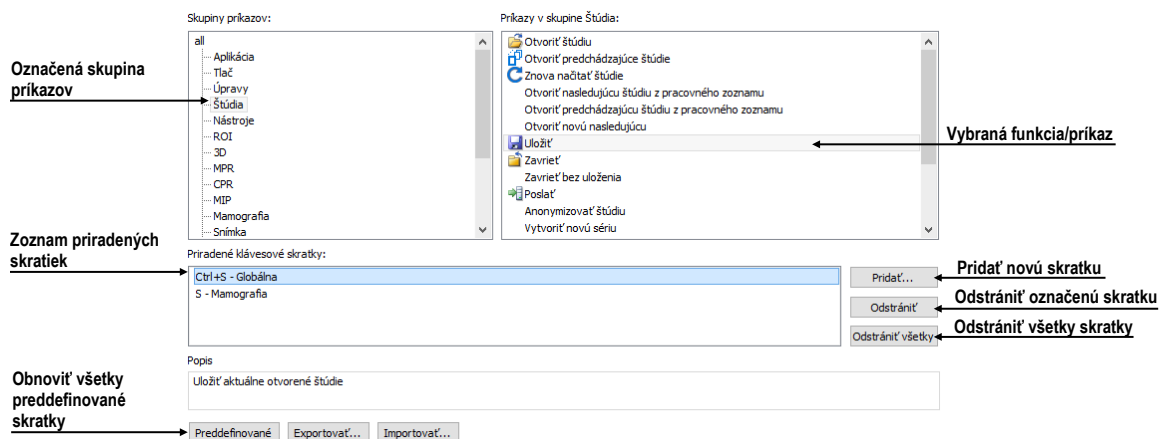 Skupiny príkazov:
Príkazy v skupine Štúdia:
Označená skupina
príkazov
all
Aplikácia
Tlač
Úpravy
Štúdia
Nástroje
ROI
3D
MPR
CPR
MIP
Mamografia
Snímka
Otvoriť štúdiu
Otvoriť predchádzajúce štúdie
Znova načítať štúdie
Otvoriť nasledujúcu štúdiu z pracovného zoznamu
Otvoriť predchádzajúcu štúdiu z pracovného zoznamu
Otvoriť novú nasledujúcu
Uložiť
Zavrieť
Zavrieť bez uloženia
Poslať
Anonymizovať štúdiu
Vytvoriť novú sériu
Vybraná funkcia/príkaz
Zoznam priradených
skratiek
Priradené klávesové skratky:
Ctrl+S - Globálna
S - Mamografia
Pridať...
Odstrániť
Odstrániť všetky
Pridať novú skratku
Odstrániť označenú skratku
Odstrániť všetky skratky
Popis
Uložiť aktuálne otvorené štúdie
Obnoviť všetky
preddefinované
skratky
Preddefinované
Exportovať...
Importovať...